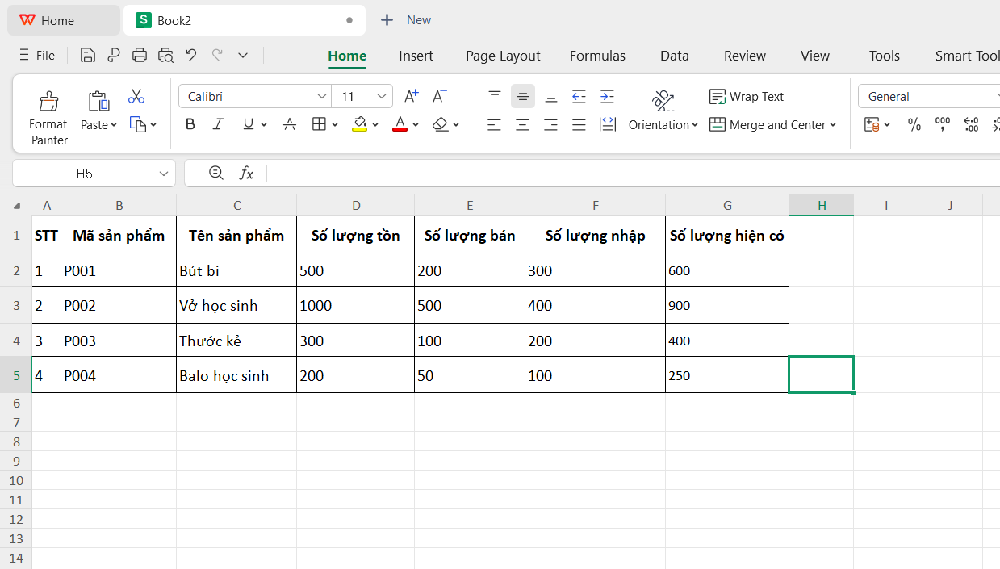 Home
Book2
New
File
Home Insert Page Layout Formulas Data Review View Tools Smart Tool
Calibri 11 Wrap Text General
Format Painter Paste B I U A Orientation Merge and Center %
H5 fx
A B C D E F G H I J
1 STT Mã sản phẩm Tên sản phẩm Số lượng tồn Số lượng bán Số lượng nhập Số lượng hiện có
2 1 P001 Bút bi 500 200 300 600
3 2 P002 Vở học sinh 1000 500 400 900
4 3 P003 Thước kẻ 300 100 200 400
5 4 P004 Balo học sinh 200 50 100 250
6
7
8
9
10
11
12
13
14